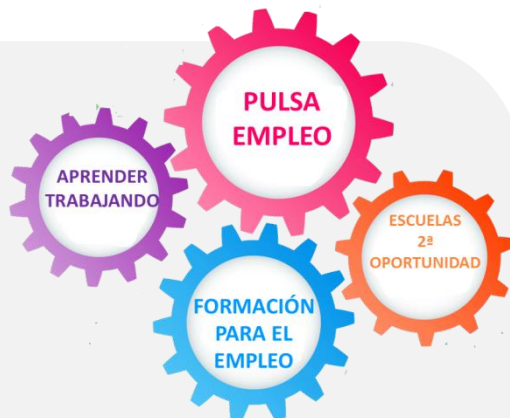 PULSA
EMPLEO
APRENDER
TRABAJANDO
ESCUELAS
2ª
OPORTUNIDAD
FORMACIÓN
PARA EL
EMPLEO